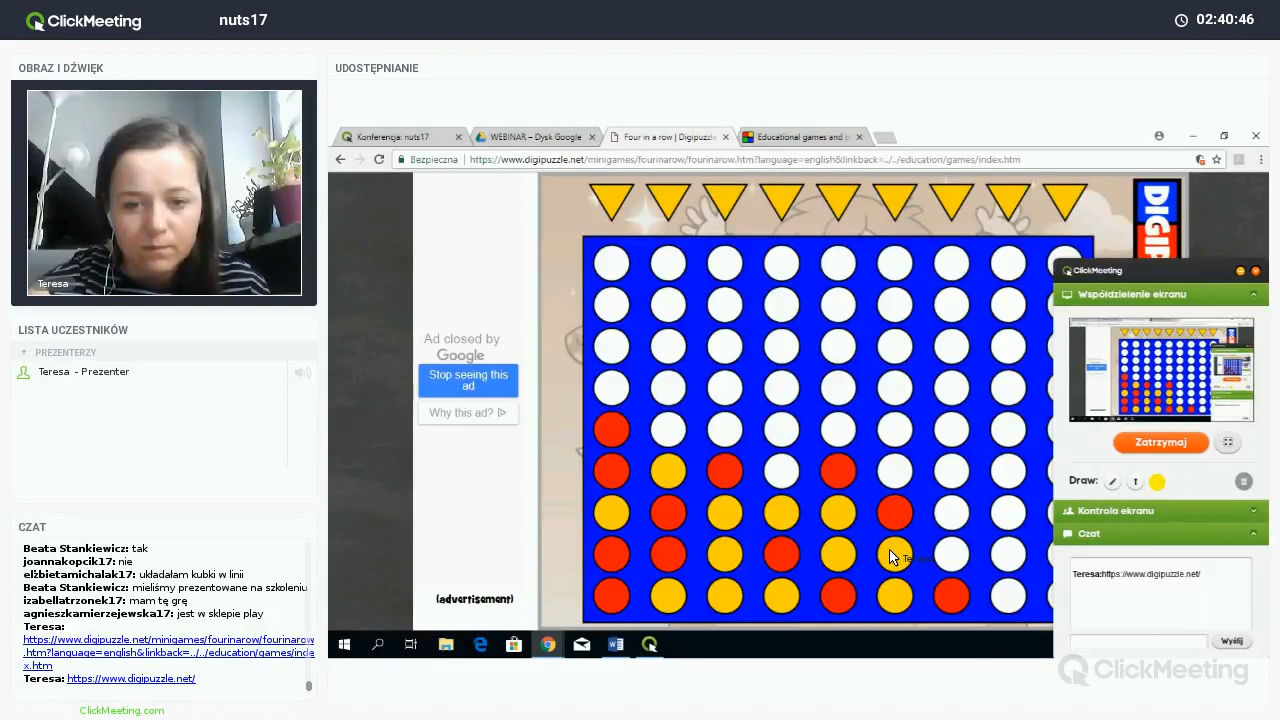 ClickMeeting
nuts17
02:40:46
OBRAZ I DŹWIĘK
Teresa
LISTA UCZESTNIKÓW
PREZENTERZY
Teresa - Prezenter
CZAT
Beata Stankiewicz: tak
joannakopcik17: nie
elżbietamichalak17: układałam kubki w linii
Beata Stankiewicz: mieliśmy prezentowane na szkoleniu
izabellatrzonek17: mam tę grę
agnieszkamierzejewska17: jest w sklepie play
Teresa:
https://www.digipuzzle.net/minigames/fourinarow/fourinarow
.htm?language=english&linkback=../../education/games/inde
x.htm
Teresa: https://www.digipuzzle.net/
ClickMeeting.com
UDOSTĘPNIANIE
Konferencja: nuts17
WEBINAR – Dysk Google
Four in a row | Digipuzzle
Educational games and p
Bezpieczna
https://www.digipuzzle.net/minigames/fourinarow/fourinarow.htm?language=english&linkback=../../education/games/index.htm
Ad closed by
Google
Stop seeing this
ad
Why this ad?
(advertisement)
ClickMeeting
Współdzielenie ekranu
Zatrzymaj
Draw:
Kontrola ekranu
Czat
Teresa:https://www.digipuzzle.net/
Wyślij
ClickMeeting